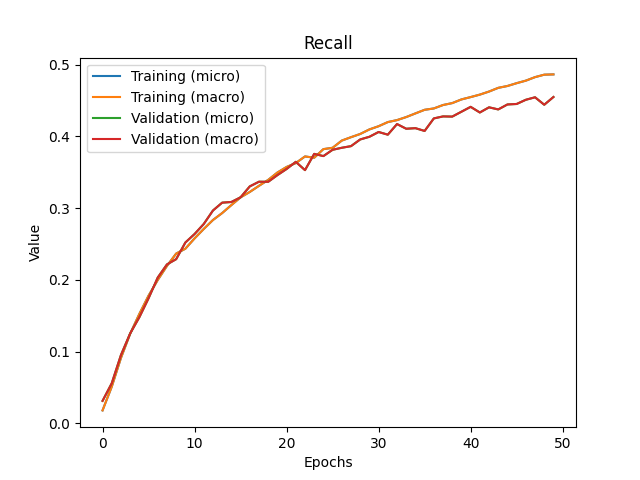 Recall
Training (micro)
Training (macro)
Validation (micro)
Validation (macro)
Value
0.5
0.4
0.3
0.2
0.1
0.0
0 10 20 30 40 50
Epochs